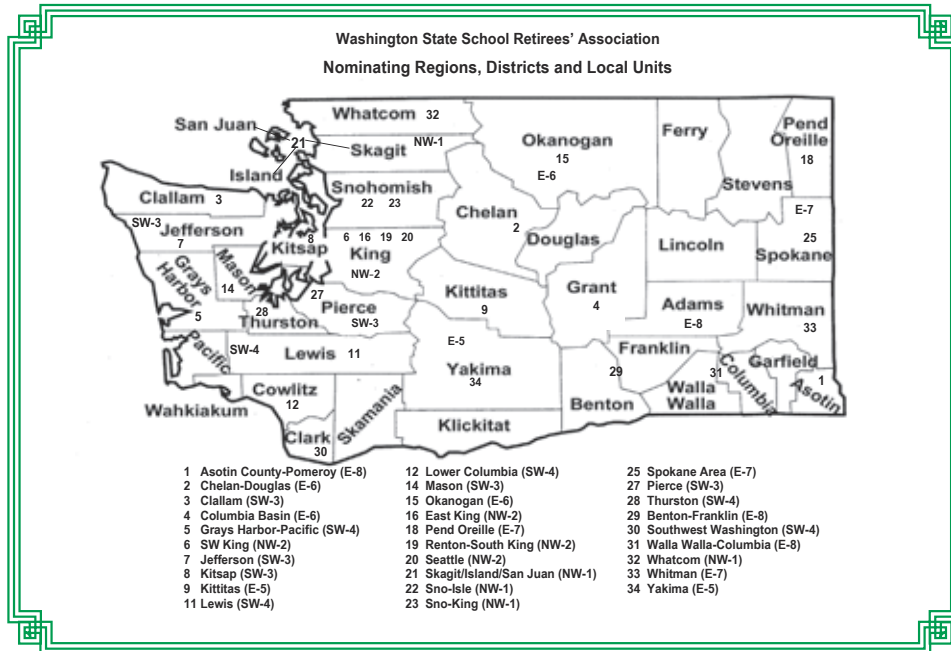 Washington State School Retirees' Association
Nominating Regions, Districts and Local Units
Whatcom 32
San Juan
21
Skagit
NW-1
Island
Okanogan
15
E-6
Ferry
Stevens
Pend
Oreille
18
Clallam 3
Snohomish
22 23
Chelan
2
Douglas
E-7
25
Spokane
SW-3
Jefferson
7
Kitsap
8
6 16 19 20
King
NW-2
Lincoln
Grays
Harbor
5
Mason
14
27
Pierce
SW-3
28
Thurston
Kittitas
9
Grant
4
Adams
E-8
Whitman
33
Pacific
SW-4
Lewis 11
E-5
Yakima
34
Franklin
29
Benton
31
Walla
Walla
Columbia
Garfield
1
Asotin
Wahkiakum
Cowlitz
12
Skamania
Klickitat
Clark
30
1 Asotin County-Pomeroy (E-8)
2 Chelan-Douglas (E-6)
3 Clallam (SW-3)
4 Columbia Basin (E-6)
5 Grays Harbor-Pacific (SW-4)
6 SW King (NW-2)
7 Jefferson (SW-3)
8 Kitsap (SW-3)
9 Kittitas (E-5)
11 Lewis (SW-4)
12 Lower Columbia (SW-4)
14 Mason (SW-3)
15 Okanogan (E-6)
16 East King (NW-2)
18 Pend Oreille (E-7)
19 Renton-South King (NW-2)
20 Seattle (NW-2)
21 Skagit/Island/San Juan (NW-1)
22 Sno-Isle (NW-1)
23 Sno-King (NW-1)
25 Spokane Area (E-7)
27 Pierce (SW-3)
28 Thurston (SW-4)
29 Benton-Franklin (E-8)
30 Southwest Washington (SW-4)
31 Walla Walla-Columbia (E-8)
32 Whatcom (NW-1)
33 Whitman (E-7)
34 Yakima (E-5)